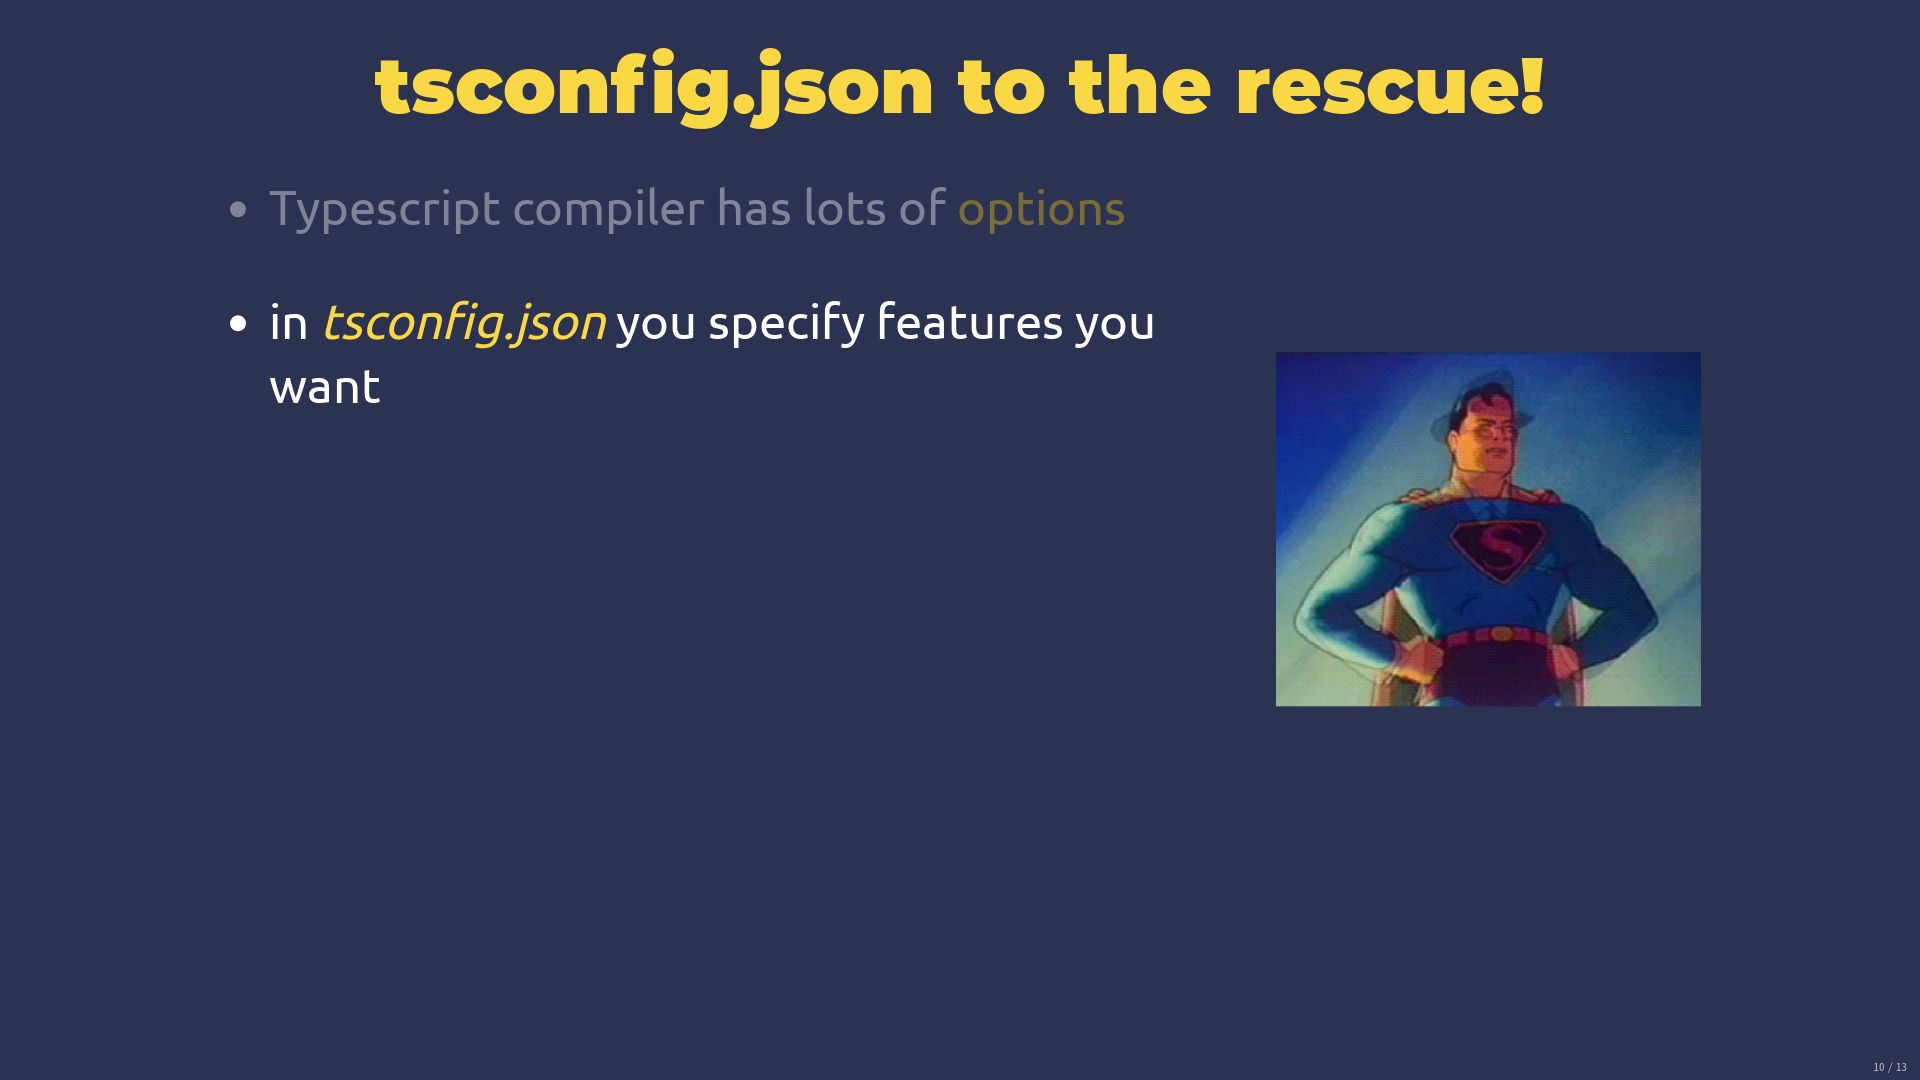 tsconfig.json to the rescue!
• Typescript compiler has lots of options
• in tsconfig.json you specify features you
want
S
10 / 13